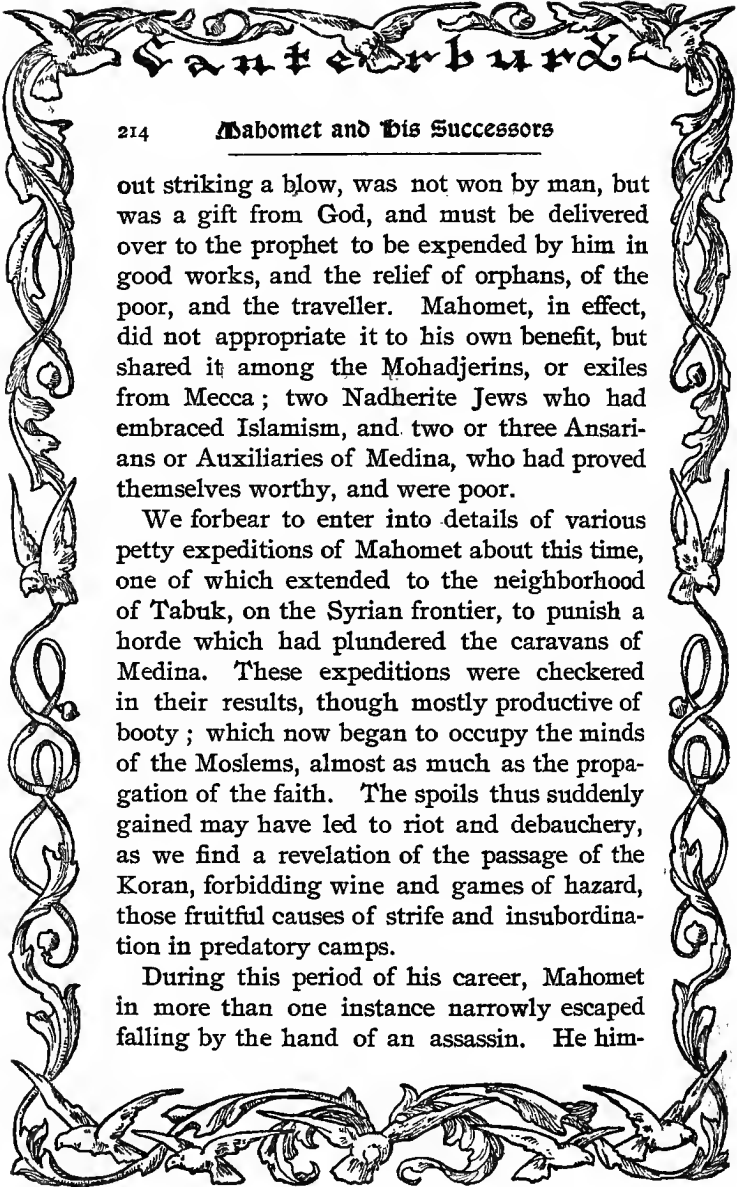 Canterbury
214 Mahomet and His Successors
out striking a blow, was not won by man, but
was a gift from God, and must be delivered
over to the prophet to be expended by him in
good works, and the relief of orphans, of the
poor, and the traveller. Mahomet, in effect,
did not appropriate it to his own benefit, but
shared it among the Mohadjerins, or exiles
from Mecca ; two Nadherite Jews who had
embraced Islamism, and two or three Ansari-
ans or Auxiliaries of Medina, who had proved
themselves worthy, and were poor.
We forbear to enter into details of various
petty expeditions of Mahomet about this time,
one of which extended to the neighborhood
of Tabuk, on the Syrian frontier, to punish a
horde which had plundered the caravans of
Medina. These expeditions were checkered
in their results, though mostly productive of
booty ; which now began to occupy the minds
of the Moslems, almost as much as the propa-
gation of the faith. The spoils thus suddenly
gained may have led to riot and debauchery,
as we find a revelation of the passage of the
Koran, forbidding wine and games of hazard,
those fruitful causes of strife and insubordina-
tion in predatory camps.
During this period of his career, Mahomet
in more than one instance narrowly escaped
falling by the hand of an assassin. He him-